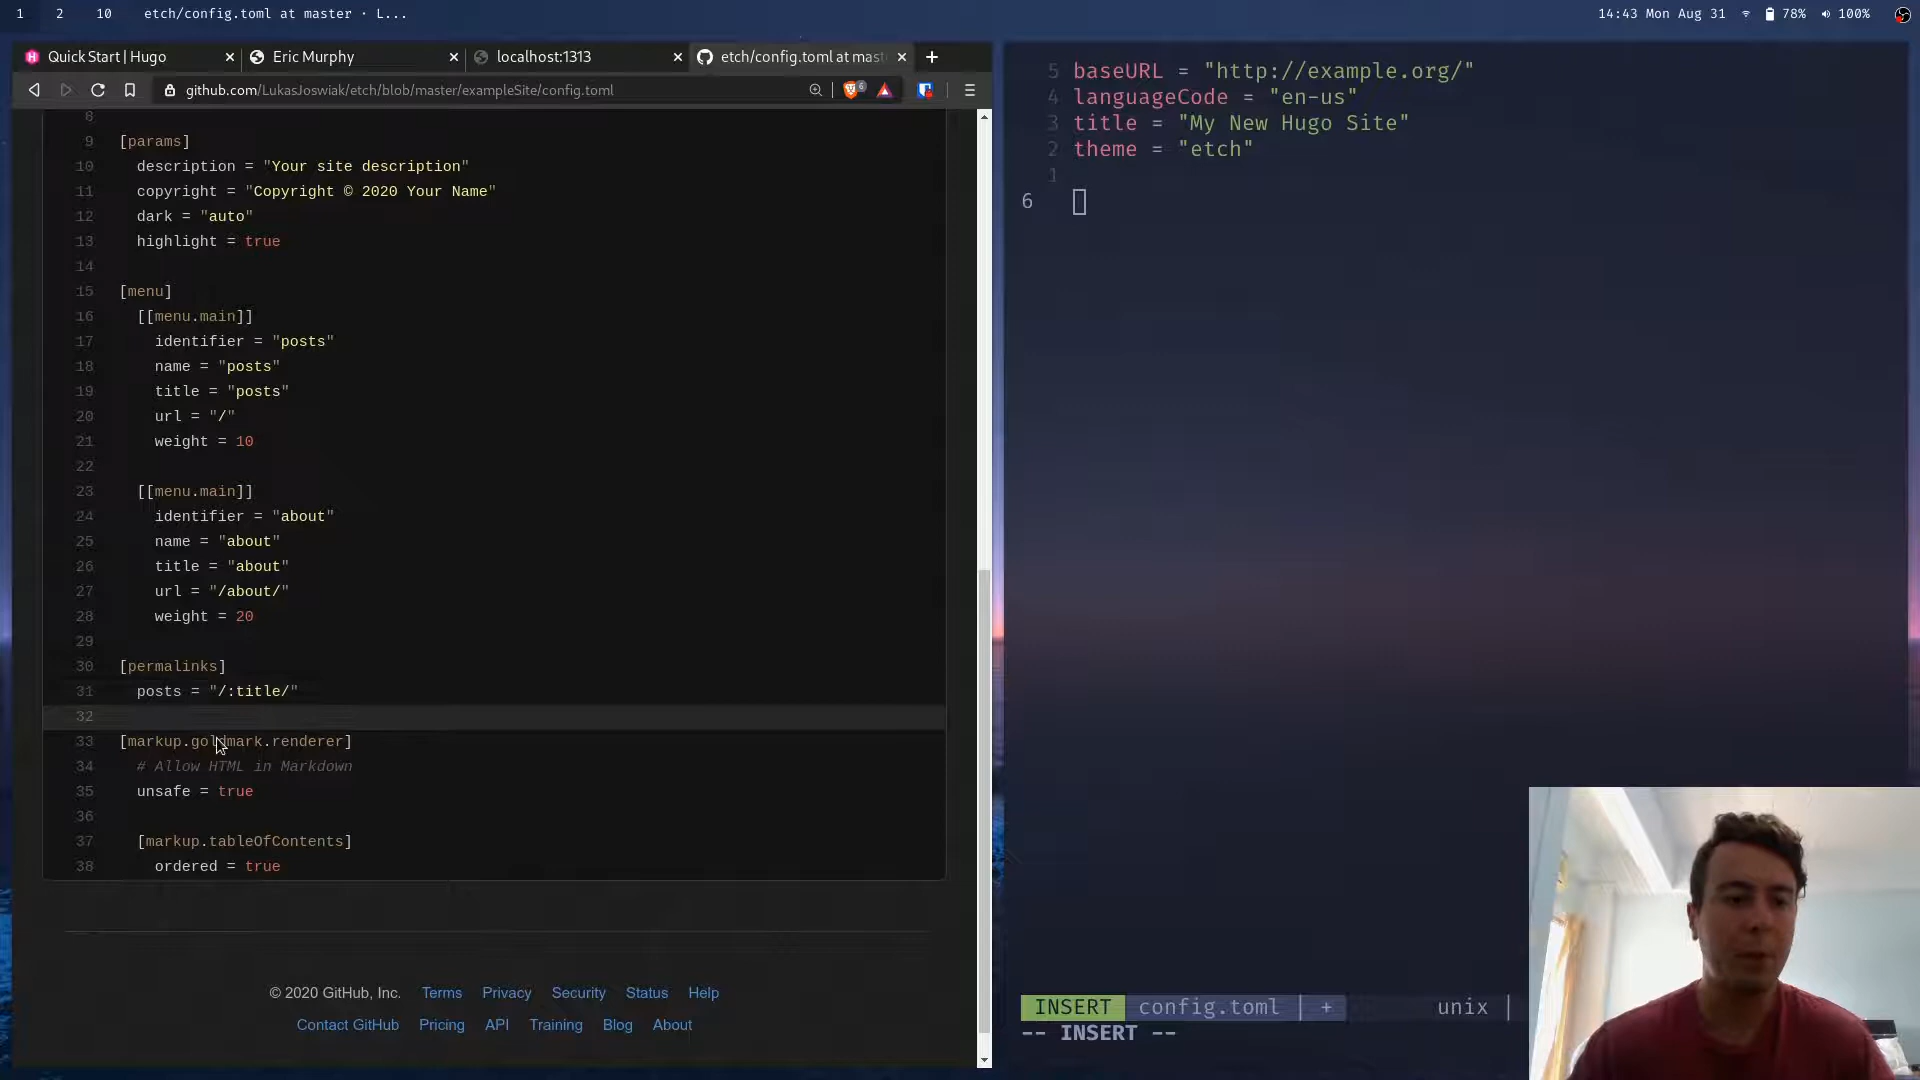 1 2 10 etch/config.toml at master · L... 14:43 Mon Aug 31 78% 100%
Quick Start | Hugo Eric Murphy localhost:1313 etch/config.toml at mast
github.com/LukasJoswiak/etch/blob/master/exampleSite/config.toml 6
8
9 [params]
10 description = "Your site description"
11 copyright = "Copyright © 2020 Your Name"
12 dark = "auto"
13 highlight = true
14
15 [menu]
16 [[menu.main]]
17 identifier = "posts"
18 name = "posts"
19 title = "posts"
20 url = "/"
21 weight = 10
22
23 [[menu.main]]
24 identifier = "about"
25 name = "about"
26 title = "about"
27 url = "/about/"
28 weight = 20
29
30 [permalinks]
31 posts = "/:title/"
32
33 [markup.goldmark.renderer]
34 # Allow HTML in Markdown
35 unsafe = true
36
37 [markup.tableOfContents]
38 ordered = true
© 2020 GitHub, Inc. Terms Privacy Security Status Help
Contact GitHub Pricing API Training Blog About
5 baseURL = "http://example.org/"
4 languageCode = "en-us"
3 title = "My New Hugo Site"
2 theme = "etch"
1
6
INSERT config.toml | + unix |
-- INSERT --